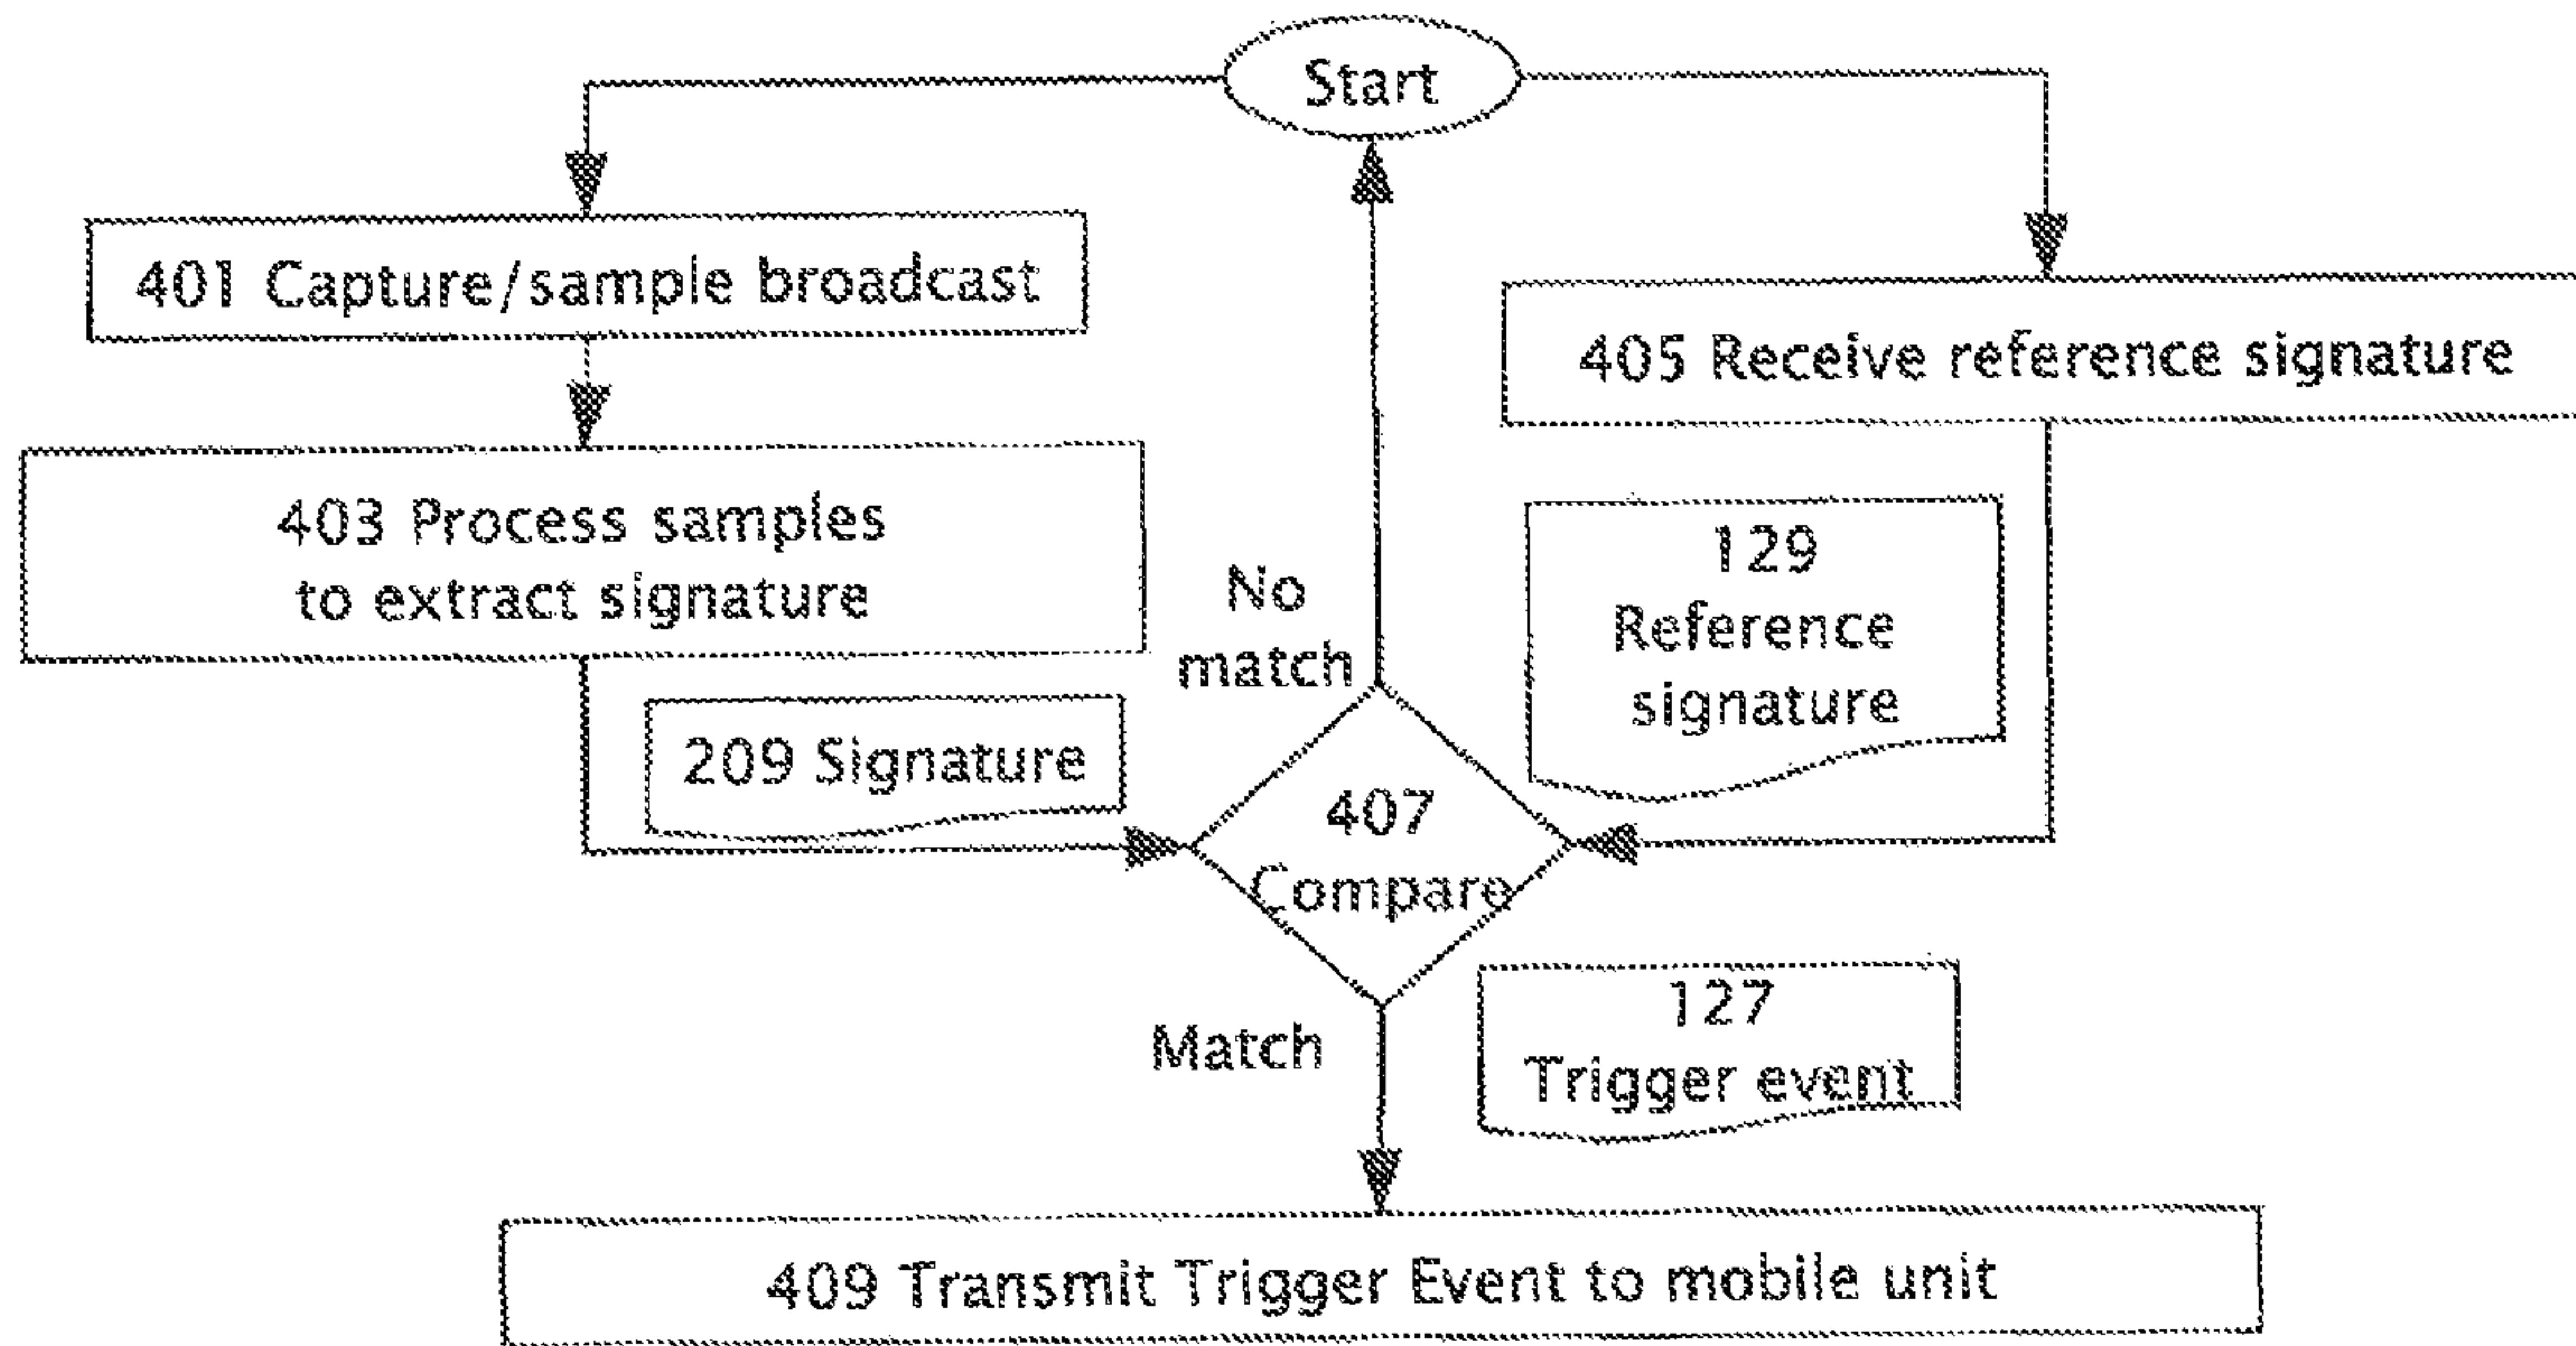 Start
401 Capture/sample broadcast
405 Receive reference signature
403 Process samples
to extract signature
129
Reference
signature
No
match
209 Signature
407
Compare
127
Trigger event
Match
409 Transmit Trigger Event to mobile unit